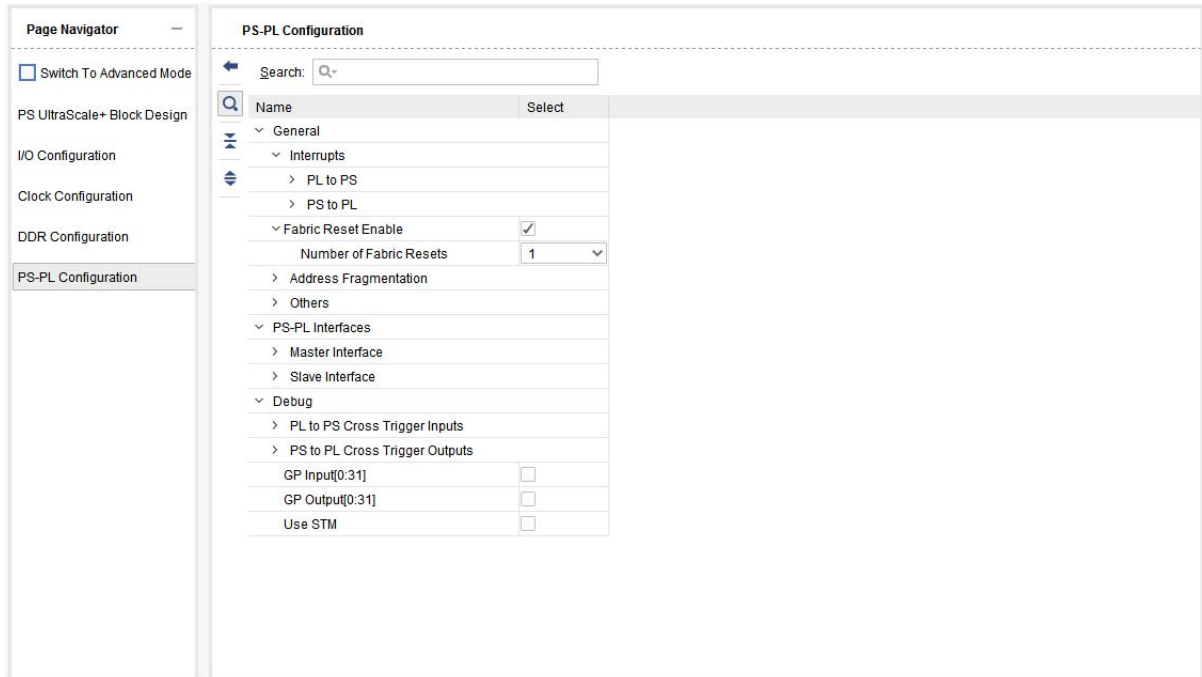 Page Navigator
Switch To Advanced Mode
PS UltraScale+ Block Design
I/O Configuration
Clock Configuration
DDR Configuration
PS-PL Configuration
PS-PL Configuration
Search:
Name Select
General
Interrupts
PL to PS
PS to PL
Fabric Reset Enable
Number of Fabric Resets 1
Address Fragmentation
Others
PS-PL Interfaces
Master Interface
Slave Interface
Debug
PL to PS Cross Trigger Inputs
PS to PL Cross Trigger Outputs
GP Input[0:31]
GP Output[0:31]
Use STM